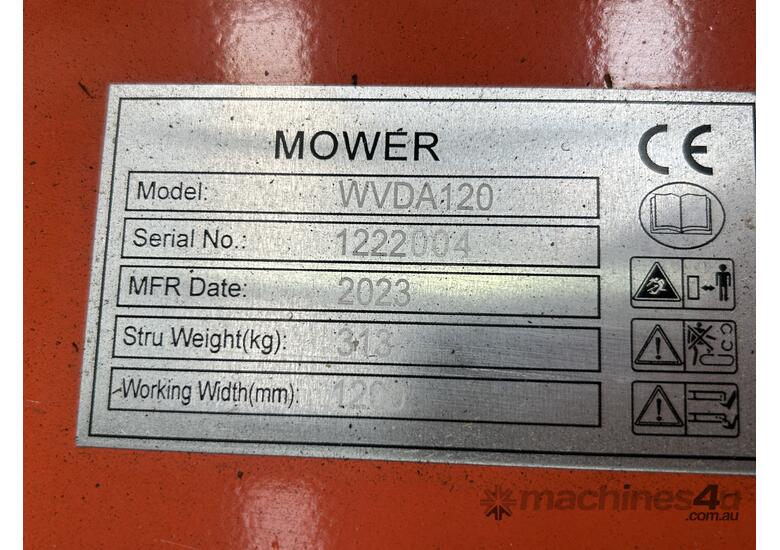 MOWER
CE
Model: WVDA120
Serial No.: 1222004
MFR Date: 2023
Stru Weight(kg): 313
Working Width(mm): 1200
machines4u
.com.au